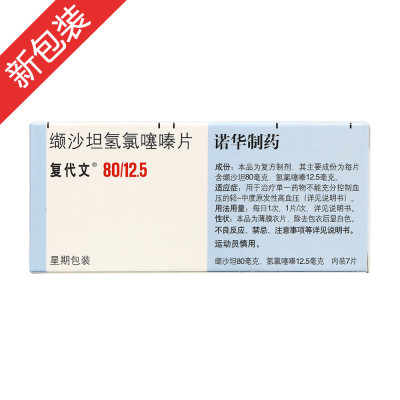 新包装
缬沙坦氢氯噻嗪片
复代文® 80/12.5
星期包装
诺华制药
成份：本品为复方制剂，其主要成份为每片
含缬沙坦80毫克，氢氯噻嗪12.5毫克。
适应症：用于治疗单一药物不能充分控制血
压的轻~中度原发性高血压（详见说明书）。
用法用量：每日1次，1片/次，详见说明书。
性状：本品为薄膜衣片，除去包衣后显白色。
不良反应、禁忌、注意事项等详见说明书。
运动员慎用。
缬沙坦80毫克，氢氯噻嗪12.5毫克 内装7片